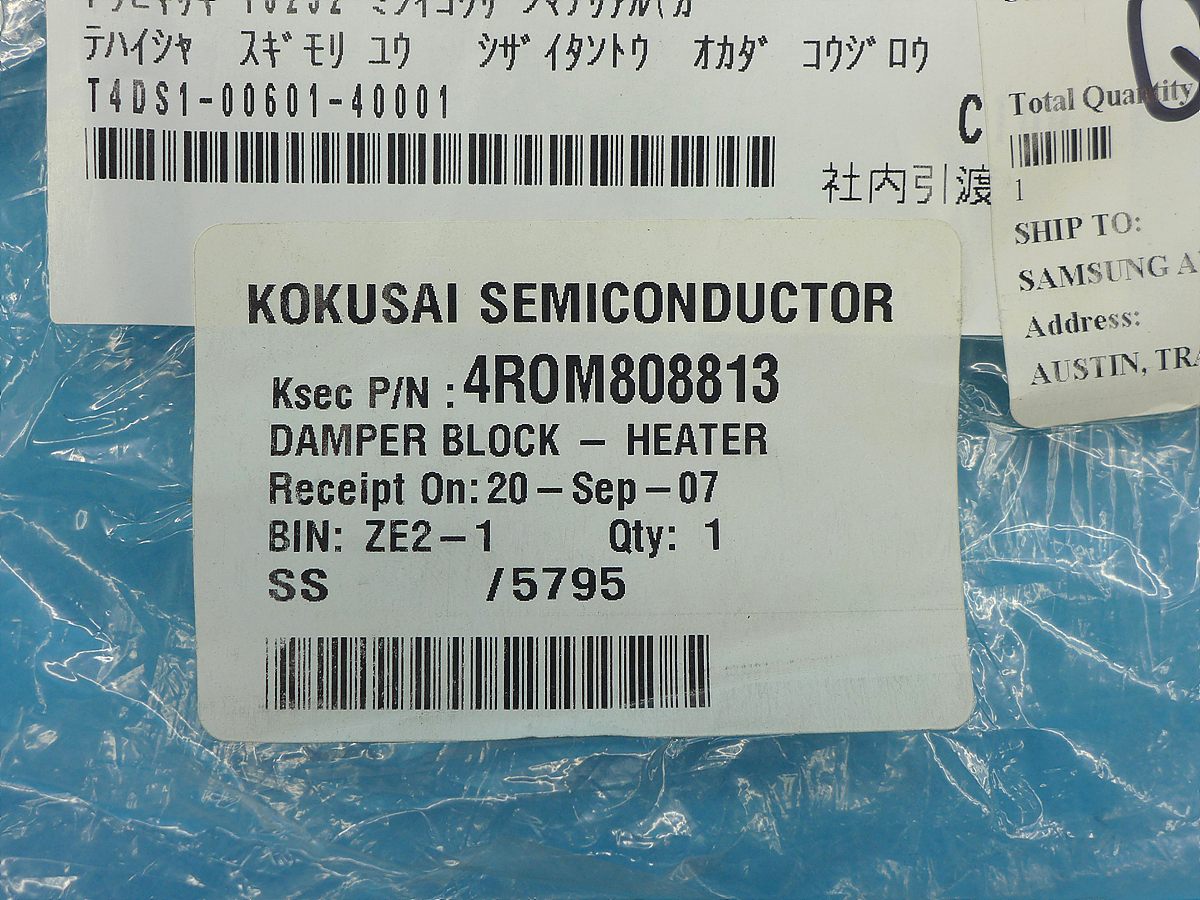 テハイシャ スギモリ ユウ シザイタントウ オカダ コウジロウ
T4DS1-00601-40001
C
社内引渡
Total Quantity
1
SHIP TO:
SAMSUNG
Address:
AUSTIN,
KOKUSAI SEMICONDUCTOR
Ksec P/N :4R0M808813
DAMPER BLOCK – HEATER
Receipt On:20–Sep–07
BIN: ZE2–1 Qty: 1
SS /5795